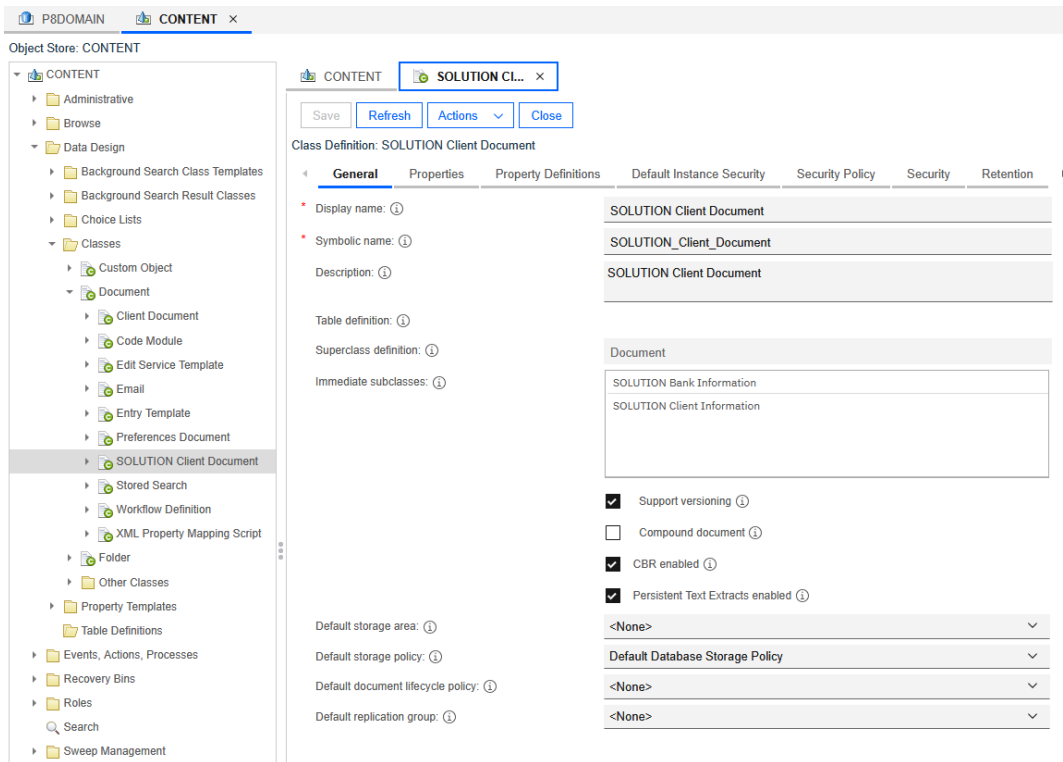 P8DOMAIN
CONTENT ×
Object Store: CONTENT
CONTENT
Administrative
Browse
Data Design
Background Search Class Templates
Background Search Result Classes
Choice Lists
Classes
Custom Object
Document
Client Document
Code Module
Edit Service Template
Email
Entry Template
Preferences Document
SOLUTION Client Document
Stored Search
Workflow Definition
XML Property Mapping Script
Folder
Other Classes
Property Templates
Table Definitions
Events, Actions, Processes
Recovery Bins
Roles
Search
Sweep Management
CONTENT
SOLUTION CI... ×
Save Refresh Actions Close
Class Definition: SOLUTION Client Document
General Properties Property Definitions Default Instance Security Security Policy Security Retention
* Display name: SOLUTION Client Document
* Symbolic name: SOLUTION_Client_Document
Description: SOLUTION Client Document
Table definition:
Superclass definition: Document
Immediate subclasses: SOLUTION Bank Information
SOLUTION Client Information
Support versioning
Compound document
CBR enabled
Persistent Text Extracts enabled
Default storage area: <None>
Default storage policy: Default Database Storage Policy
Default document lifecycle policy: <None>
Default replication group: <None>